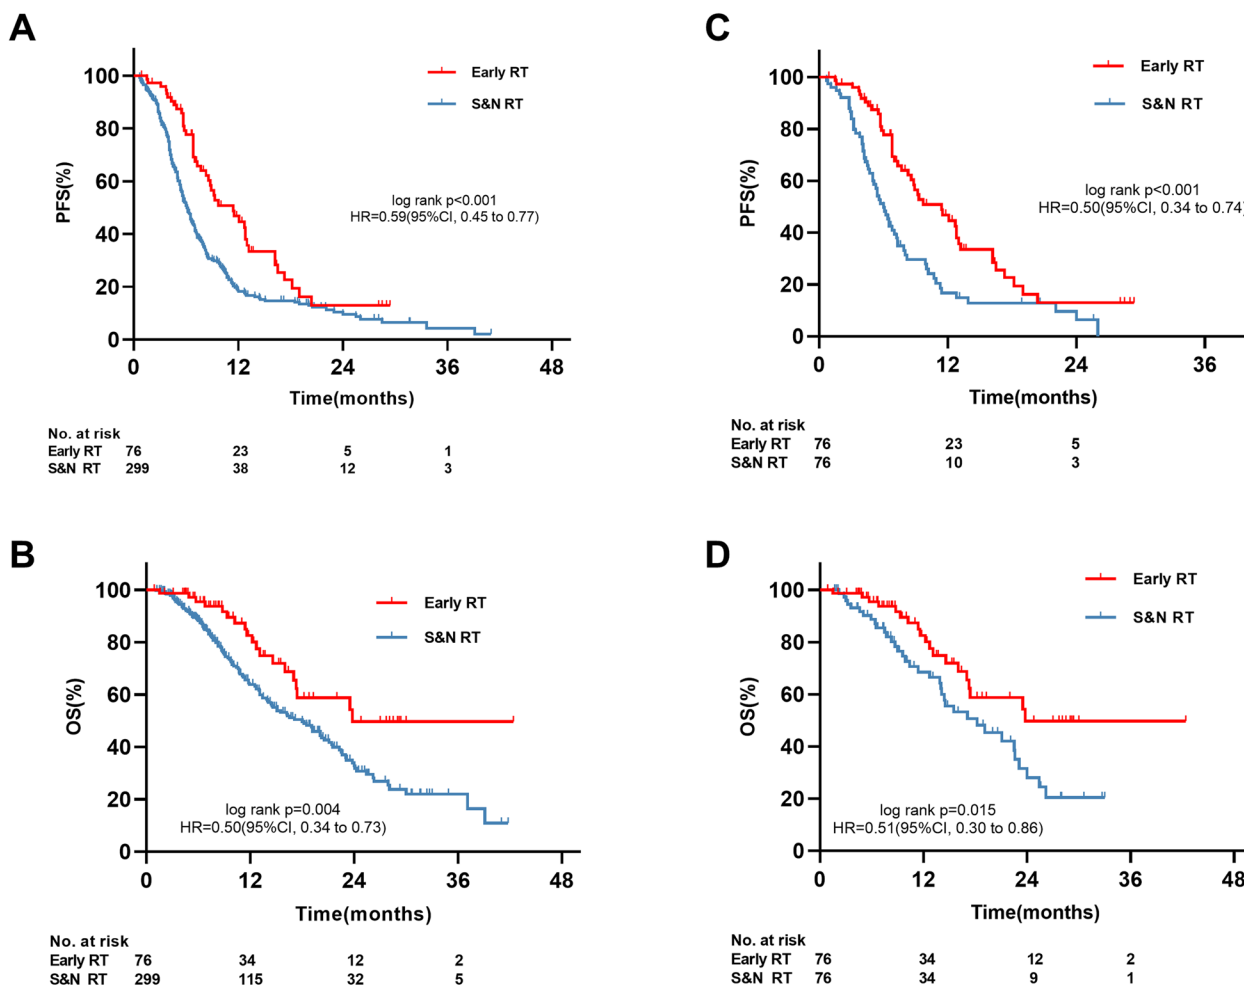 A
Early RT
S&N RT
100
80
60
40
20
0
PFS(%)
log rank p<0.001
HR=0.59(95%CI, 0.45 to 0.77)
0 12 24 36 48
Time(months)
No. at risk
Early RT 76 23 5 1
S&N RT 299 38 12 3
C
Early RT
S&N RT
100
80
60
40
20
0
PFS(%)
log rank p<0.001
HR=0.50(95%CI, 0.34 to 0.74)
0 12 24 36
Time(months)
No. at risk
Early RT 76 23 5
S&N RT 76 10 3
B
Early RT
S&N RT
100
80
60
40
20
0
OS(%)
log rank p=0.004
HR=0.50(95%CI, 0.34 to 0.73)
0 12 24 36 48
Time(months)
No. at risk
Early RT 76 34 12 2
S&N RT 299 115 32 5
D
Early RT
S&N RT
100
80
60
40
20
0
OS(%)
log rank p=0.015
HR=0.51(95%CI, 0.30 to 0.86)
0 12 24 36 48
Time(months)
No. at risk
Early RT 76 34 12 2
S&N RT 76 34 9 1